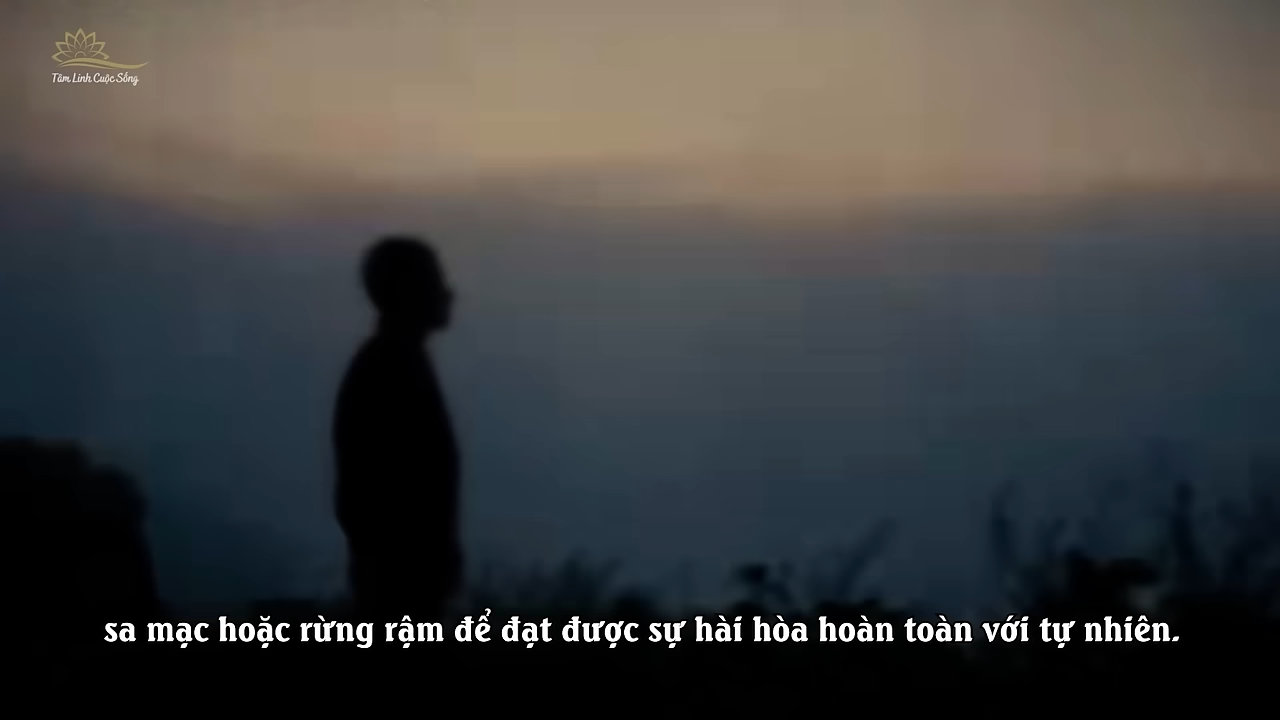 Tâm Linh Cuộc Sống
sa mạc hoặc rừng rậm để đạt được sự hài hòa hoàn toàn với tự nhiên.